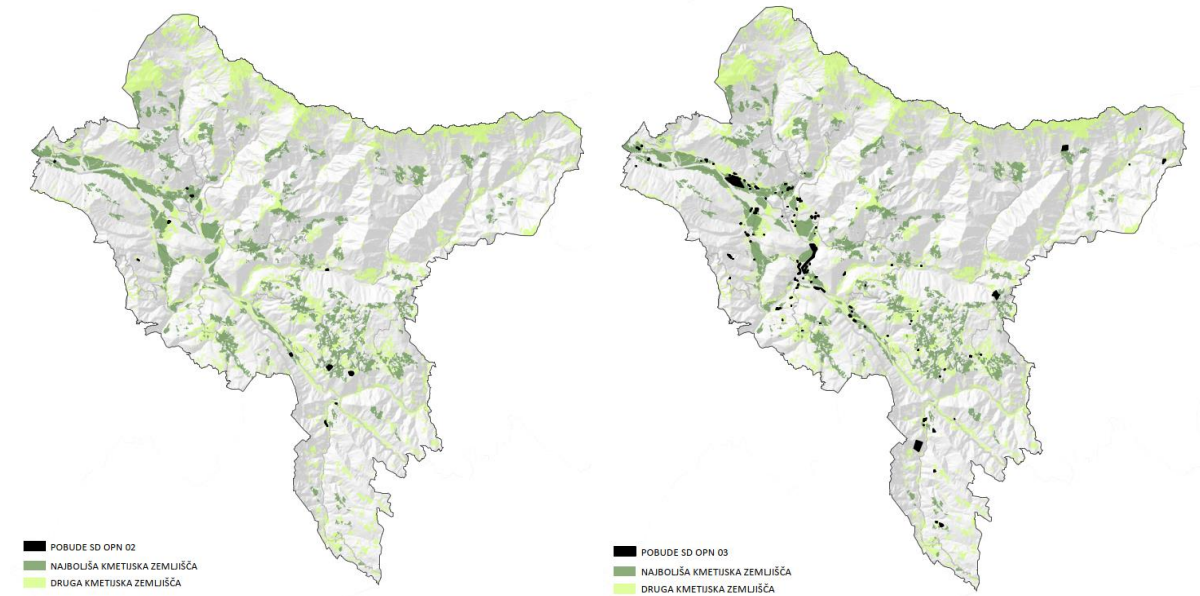 POBUDE SD OPN 02
NAJBOLJŠA KMETIJSKA ZEMLJIŠČA
DRUGA KMETIJSKA ZEMLJIŠČA
POBUDE SD OPN 03
NAJBOLJŠA KMETIJSKA ZEMLJIŠČA
DRUGA KMETIJSKA ZEMLJIŠČA